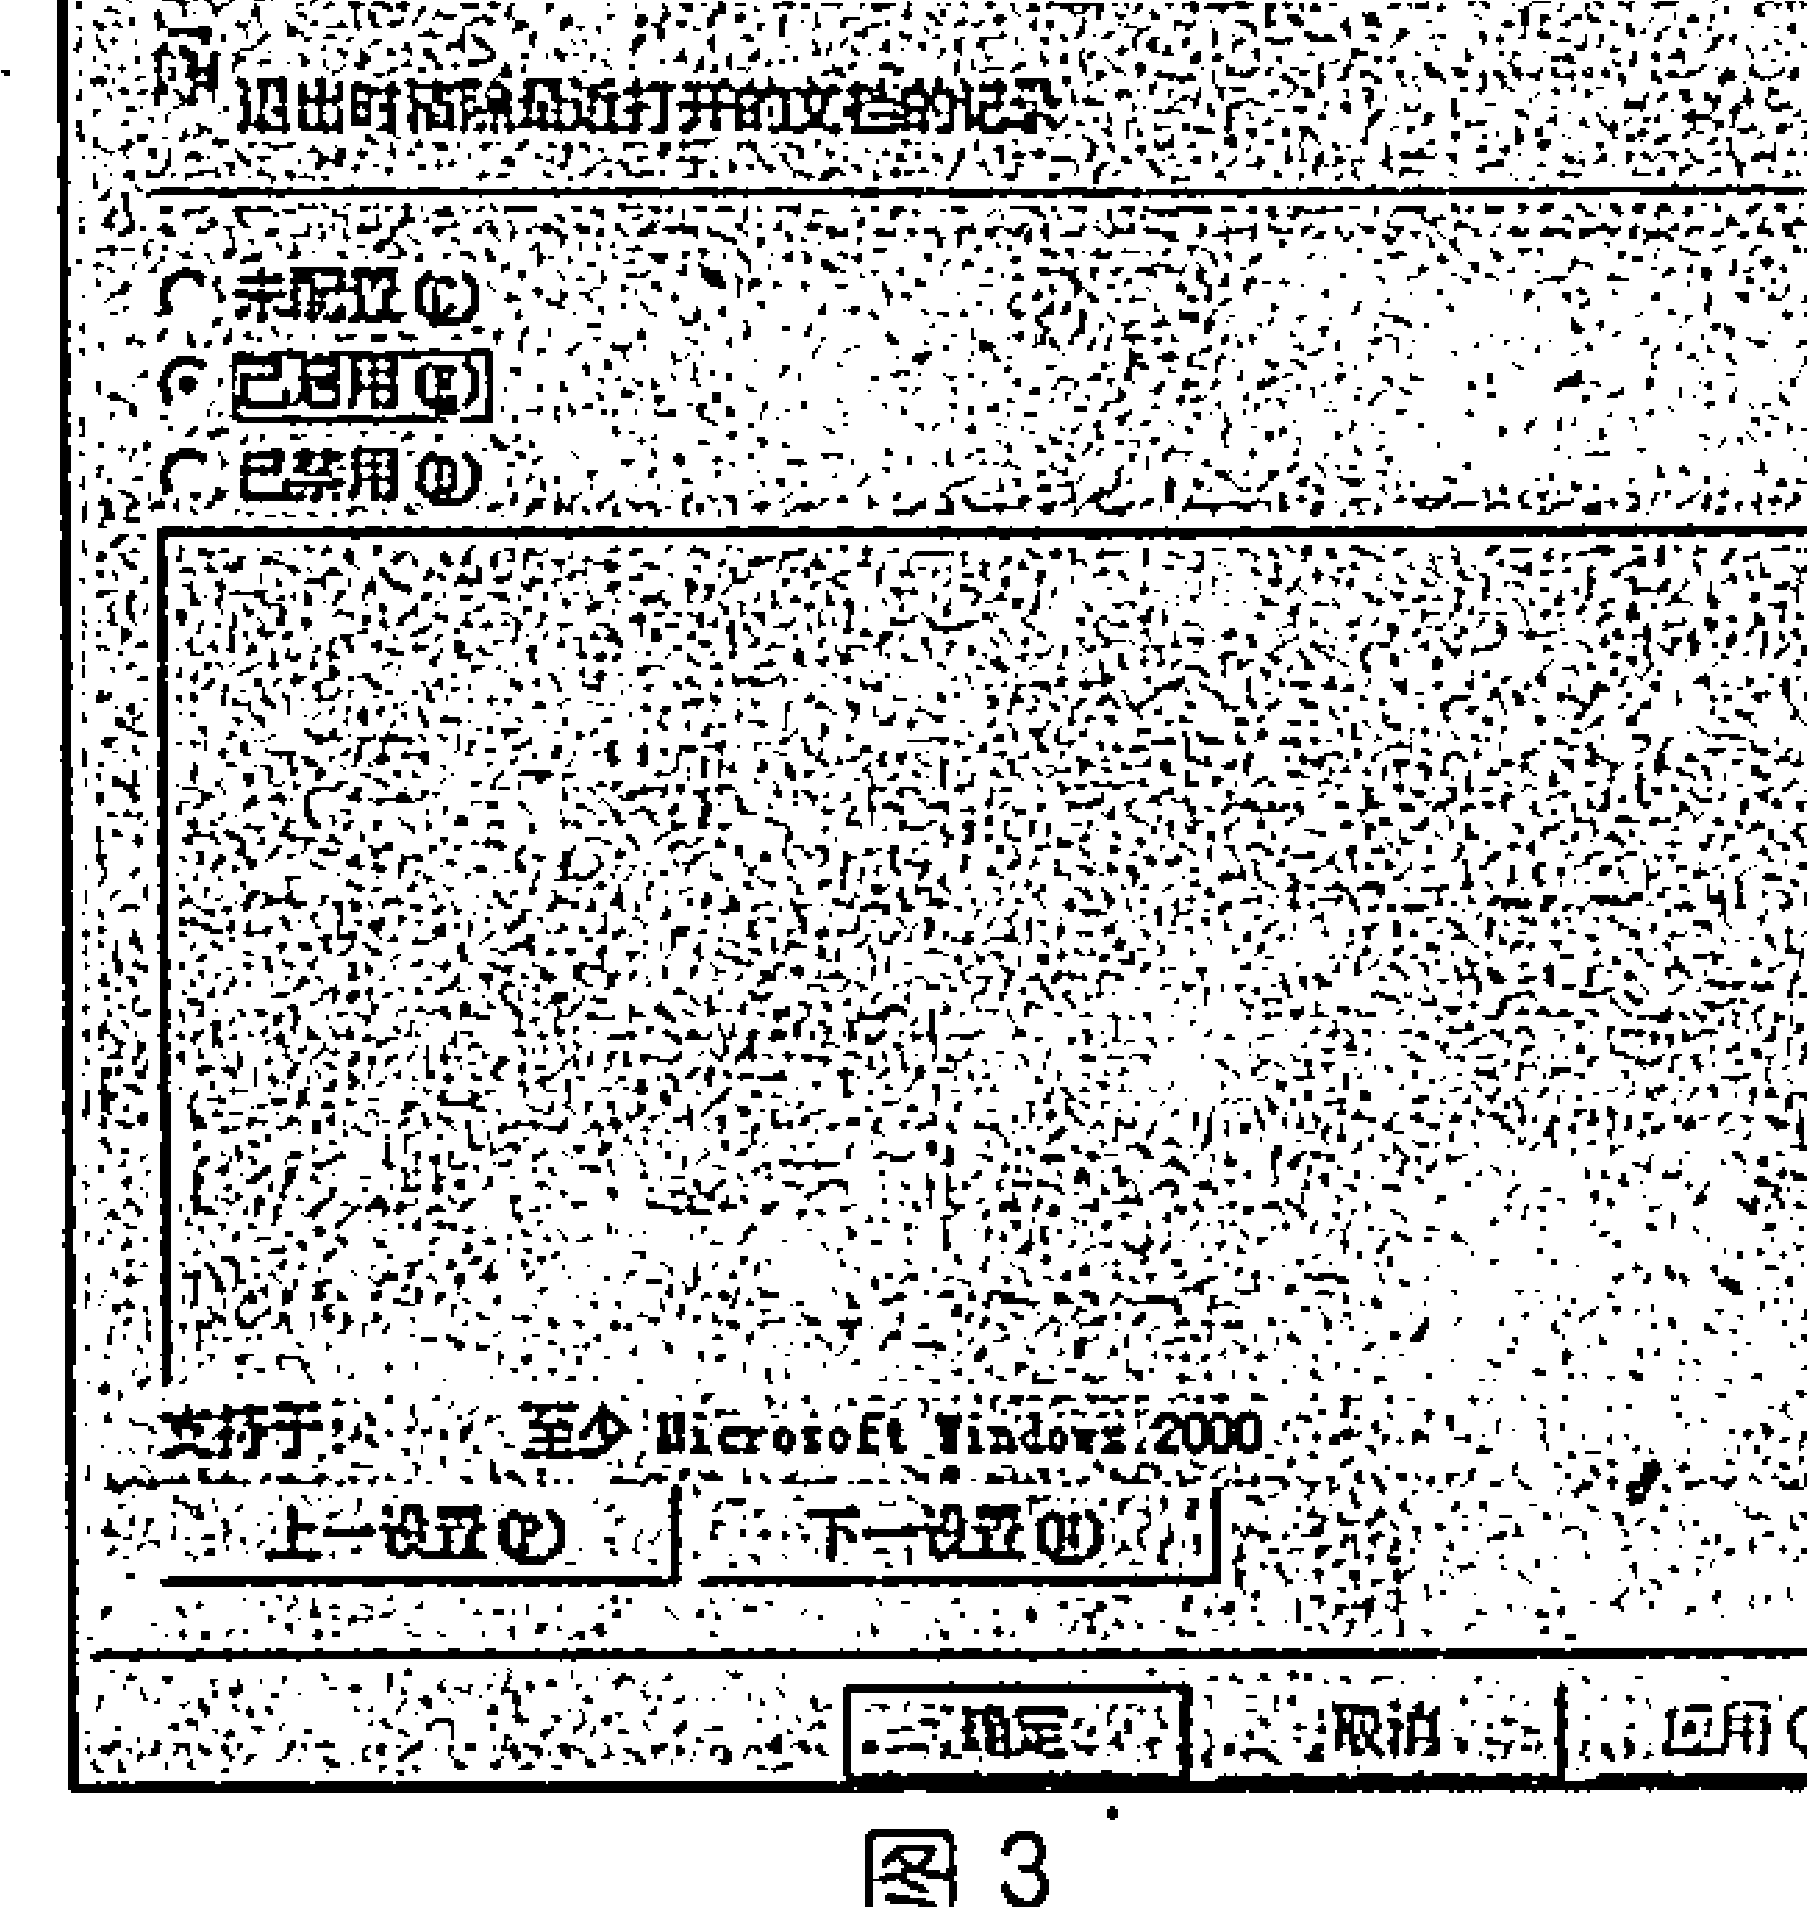 退出时清除最近打开的文档的记录
未配置(C)
已启用(E)
已禁用(D)
支持于 至少 Microsoft Windows 2000
上一设置(P) 下一设置(N)
确定 取消 应用(
图 3